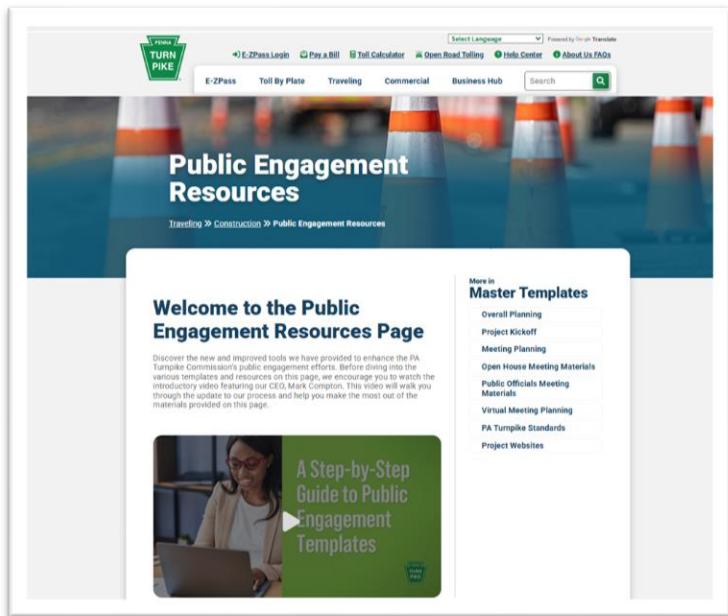 PENNA
TURN
PIKE
Select Language
Powered by Google Translate
E-ZPass Login Pay a Bill Toll Calculator Open Road Tolling Help Center About Us FAQs
E-ZPass Toll By Plate Traveling Commercial Business Hub Search
Public Engagement
Resources
Traveling >> Construction >> Public Engagement Resources
Welcome to the Public
Engagement Resources Page
Discover the new and improved tools we have provided to enhance the PA
Turnpike Commission's public engagement efforts. Before diving into the
various templates and resources on this page, we encourage you to watch the
introductory video featuring our CEO, Mark Compton. This video will walk you
through the update to our process and help you make the most out of the
materials provided on this page.
A Step-by-Step
Guide to Public
Engagement
Templates
TURN
PIKE
More in
Master Templates
Overall Planning
Project Kickoff
Meeting Planning
Open House Meeting Materials
Public Officials Meeting
Materials
Virtual Meeting Planning
PA Turnpike Standards
Project Websites